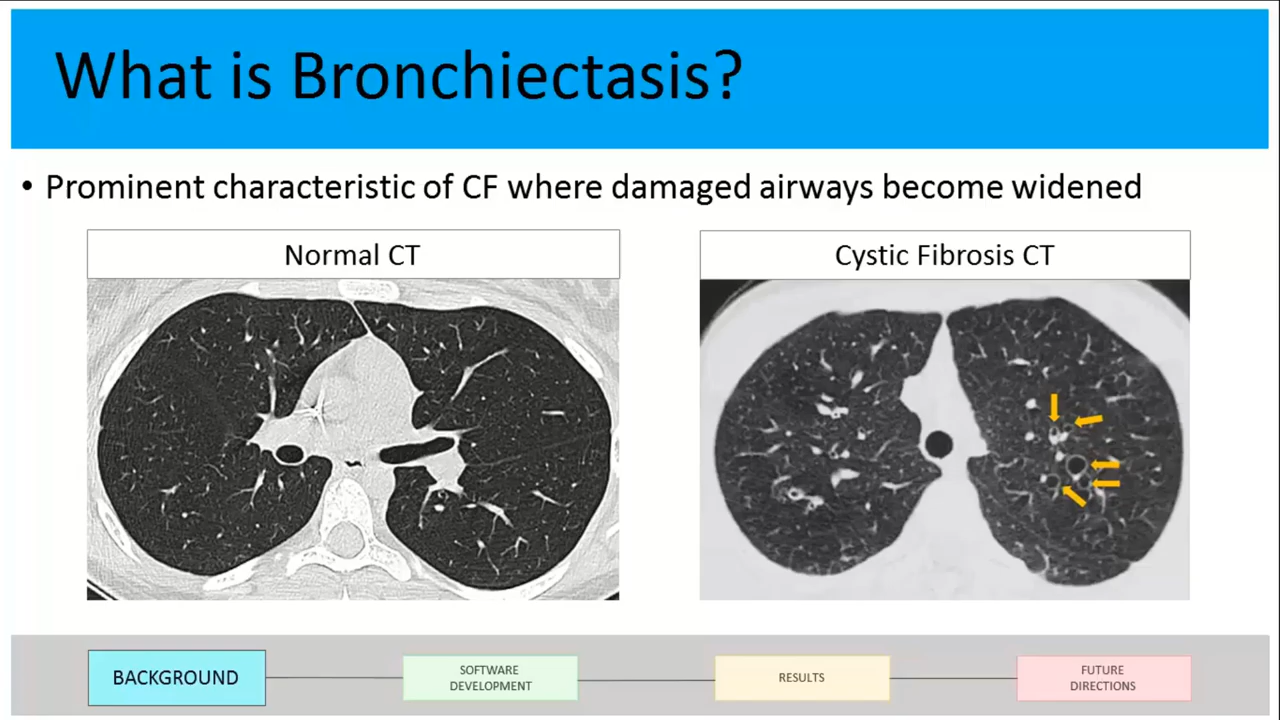 What is Bronchiectasis?
• Prominent characteristic of CF where damaged airways become widened
Normal CT
Cystic Fibrosis CT
BACKGROUND
SOFTWARE
DEVELOPMENT
RESULTS
FUTURE
DIRECTIONS